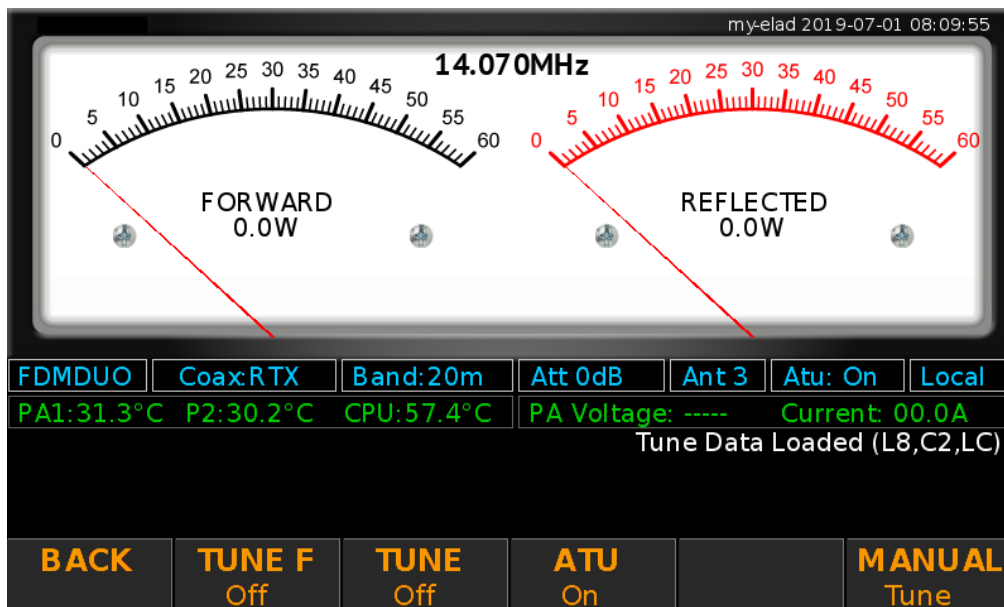 my-elad 2019-07-01 08:09:55
14.070MHz
0 5 10 15 20 25 30 35 40 45 50 55 60
0 5 10 15 20 25 30 35 40 45 50 55 60
FORWARD
0.0W
REFLECTED
0.0W
FDMDUO Coax:RTX Band:20m Att 0dB Ant 3 Atu: On Local
PA1:31.3°C P2:30.2°C CPU:57.4°C PA Voltage: ----- Current: 00.0A
Tune Data Loaded (L8,C2,LC)
BACK TUNE F TUNE ATU MANUAL
Off Off On Tune